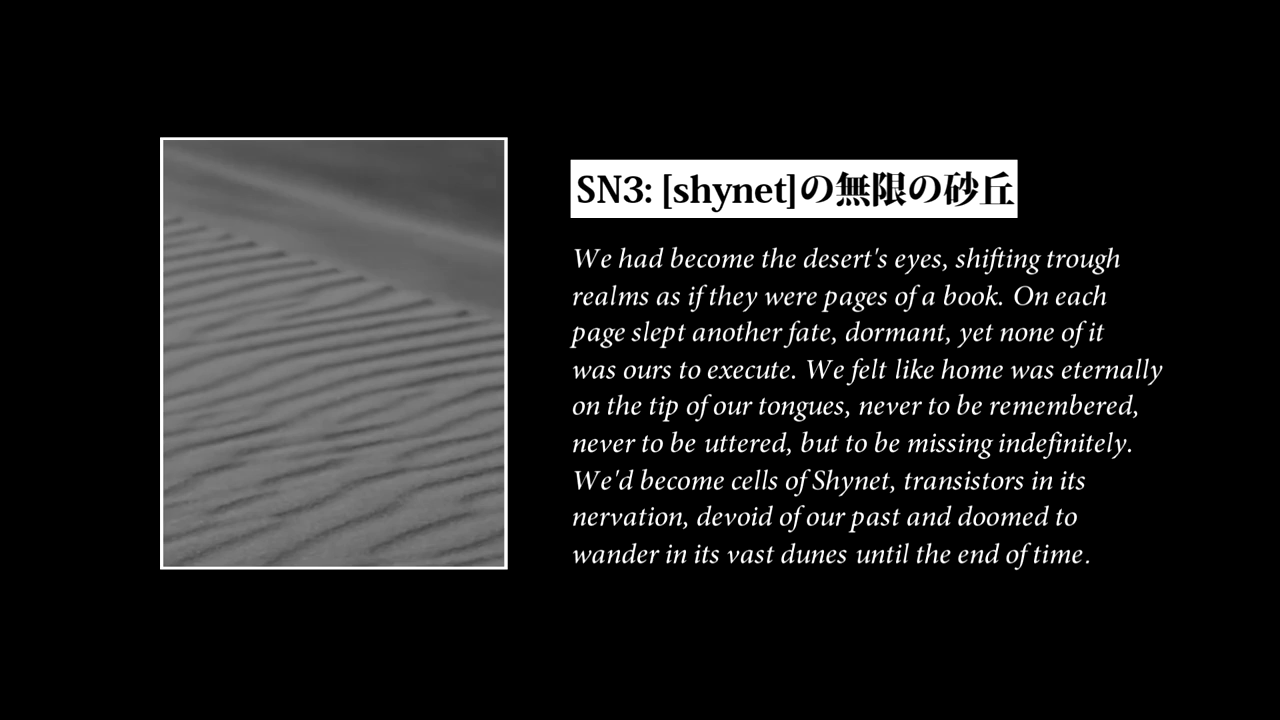 SN3: [shynet]の無限の砂丘
We had become the desert's eyes, shifting trough
realms as if they were pages of a book. On each
page slept another fate, dormant, yet none of it
was ours to execute. We felt like home was eternally
on the tip of our tongues, never to be remembered,
never to be uttered, but to be missing indefinitely.
We'd become cells of Shynet, transistors in its
nervation, devoid of our past and doomed to
wander in its vast dunes until the end of time.